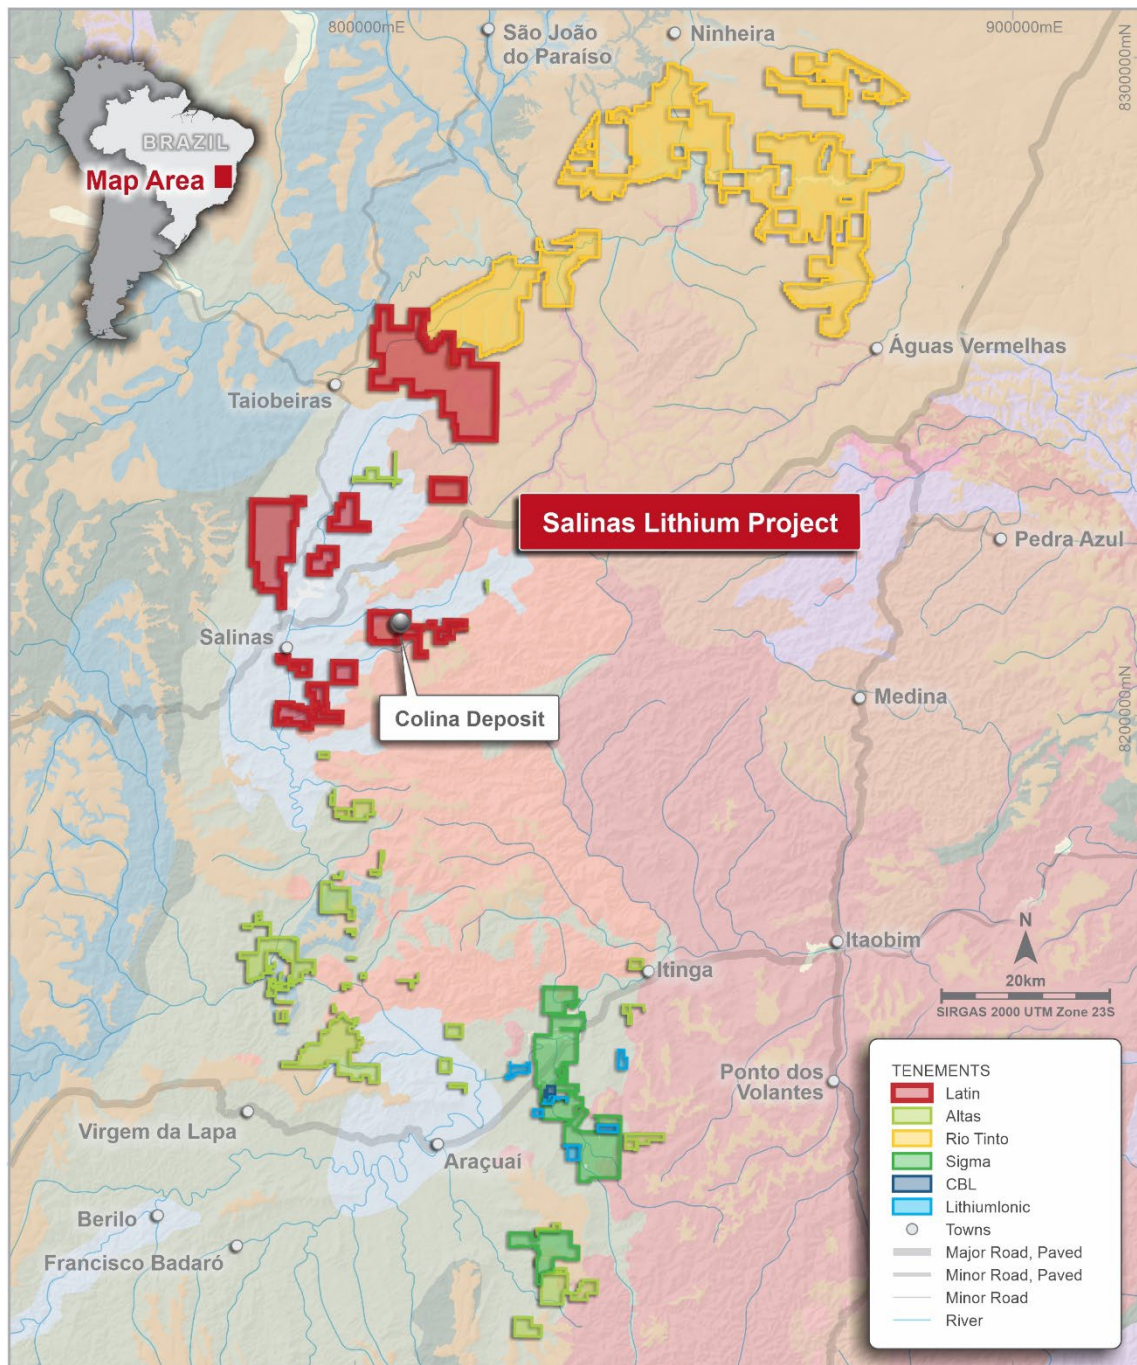 800000mE
900000mE
São João
do Paraíso
Ninheira
8300000mN
BRAZIL
Map Area
Águas Vermelhas
Taiobeiras
Salinas Lithium Project
Pedra Azul
Salinas
Colina Deposit
Medina
8200000mN
Itaobim
N
Itinga
20km
SIRGAS 2000 UTM Zone 23S
Ponto dos
Volantes
Virgem da Lapa
Araçuaí
Berilo
Francisco Badaró
TENEMENTS
Latin
Altas
Rio Tinto
Sigma
CBL
LithiumIonic
Towns
Major Road, Paved
Minor Road, Paved
Minor Road
River